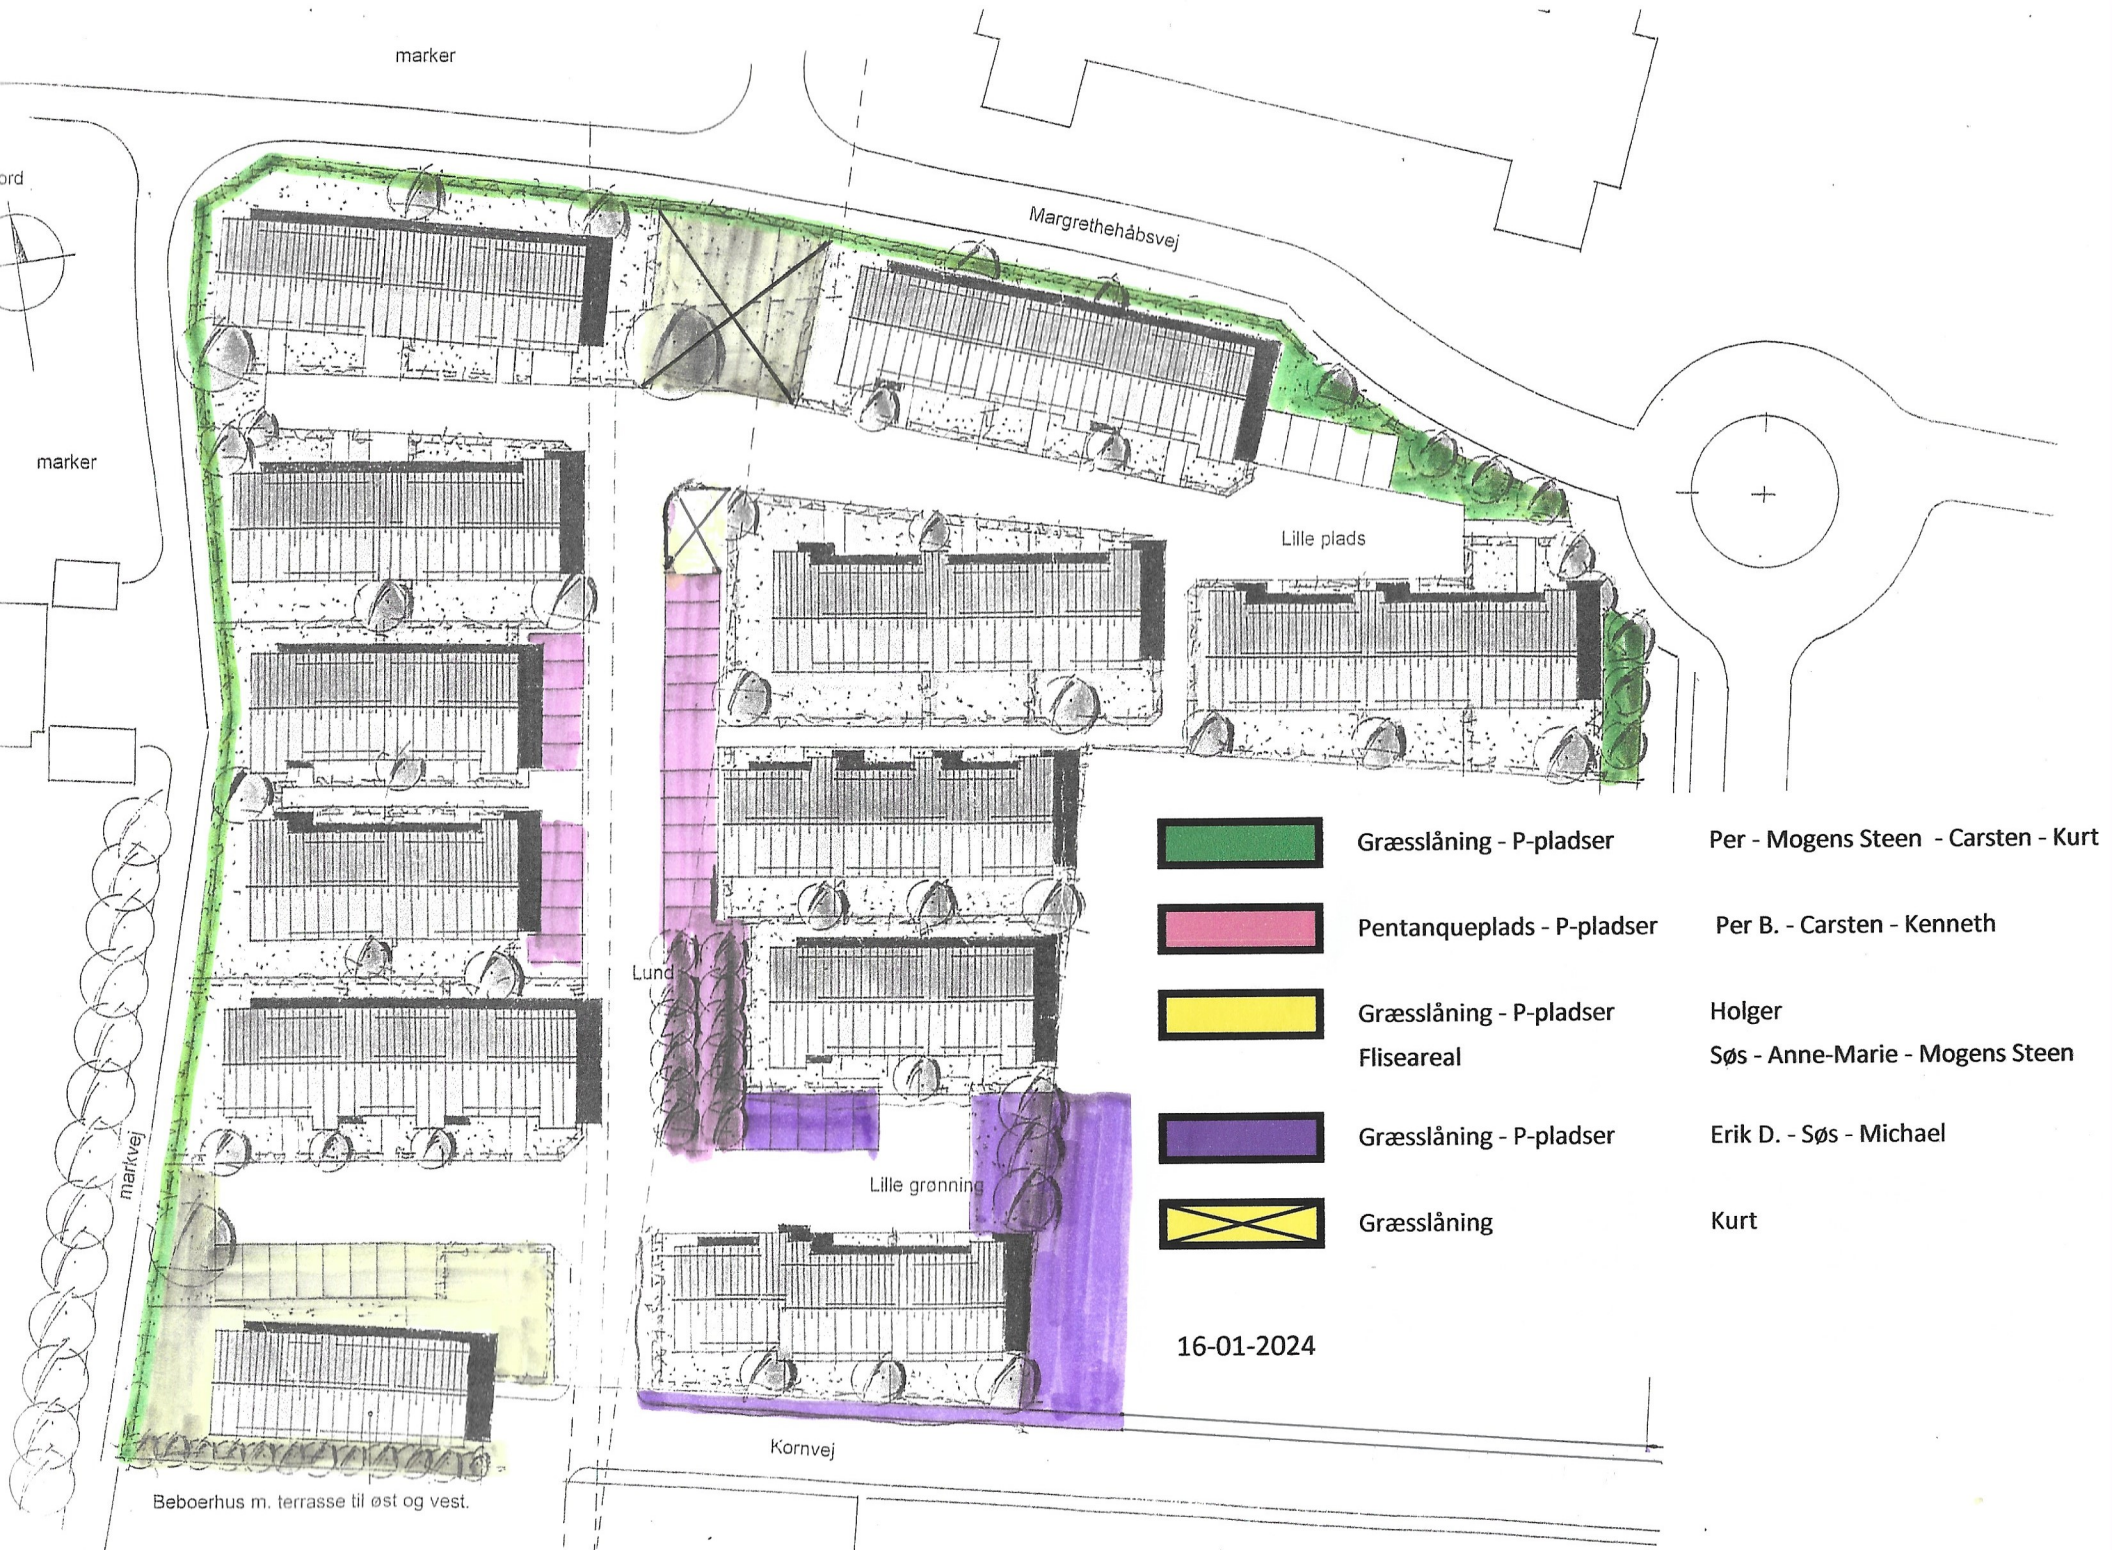 marker
ord
Margrethehåbsvej
marker
Lille plads
Græsslåning - P-pladser Per - Mogens Steen - Carsten - Kurt
Pentanqueplads - P-pladser Per B. - Carsten - Kenneth
Lund
Græsslåning - P-pladser Holger
Fliseareal Søs - Anne-Marie - Mogens Steen
Græsslåning - P-pladser Erik D. - Søs - Michael
markvej
Lille grønning
Græsslåning Kurt
16-01-2024
Kornvej
Beboerhus m. terrasse til øst og vest.